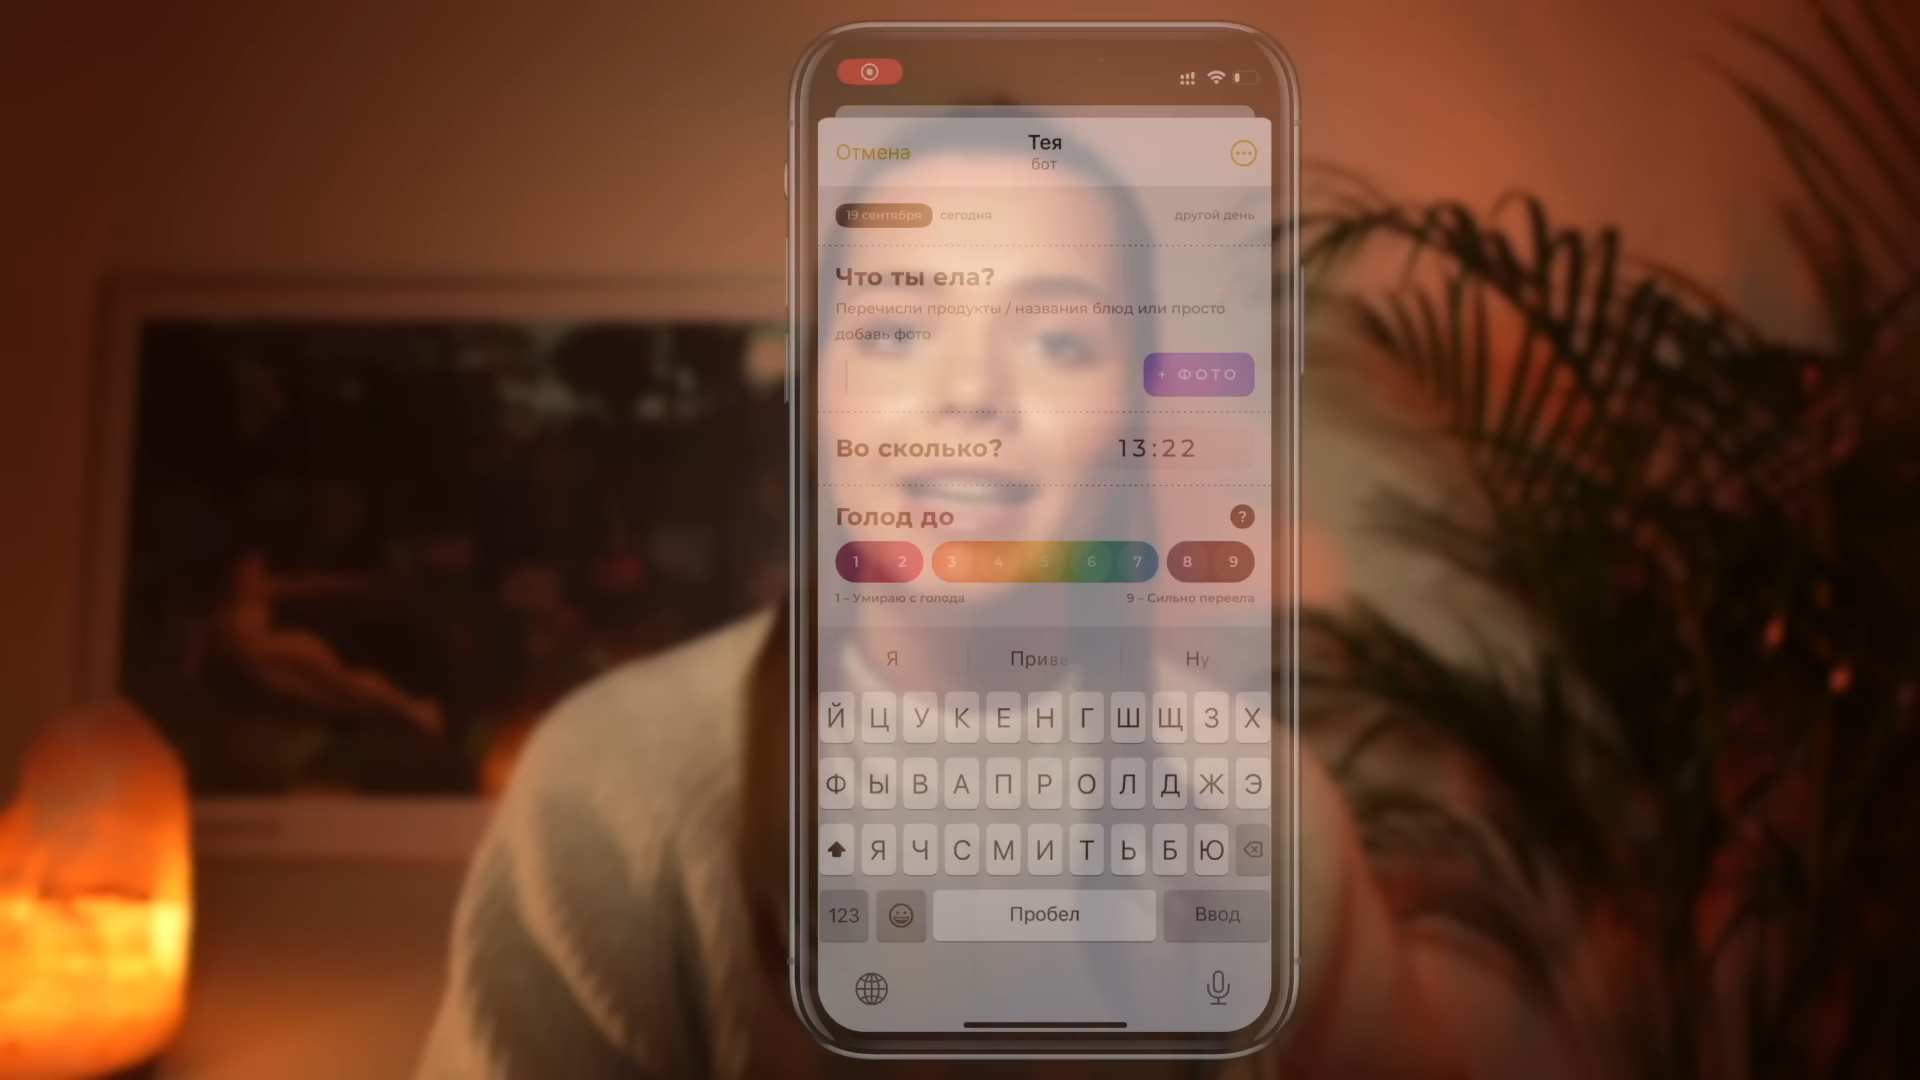 Отмена
Тея
бот
19 сентября сегодня другой день
Что ты ела?
Перечисли продукты / названия блюд или просто
добавь фото
+ ФОТО
Во сколько? 13:22
Голод до ?
1 2 3 4 5 6 7 8 9
1 – Умираю с голода 9 – Сильно переела
Я Приве Ну
Й Ц У К Е Н Г Ш Щ З Х
Ф Ы В А П Р О Л Д Ж Э
Я Ч С М И Т Ь Б Ю
123 Пробел Ввод